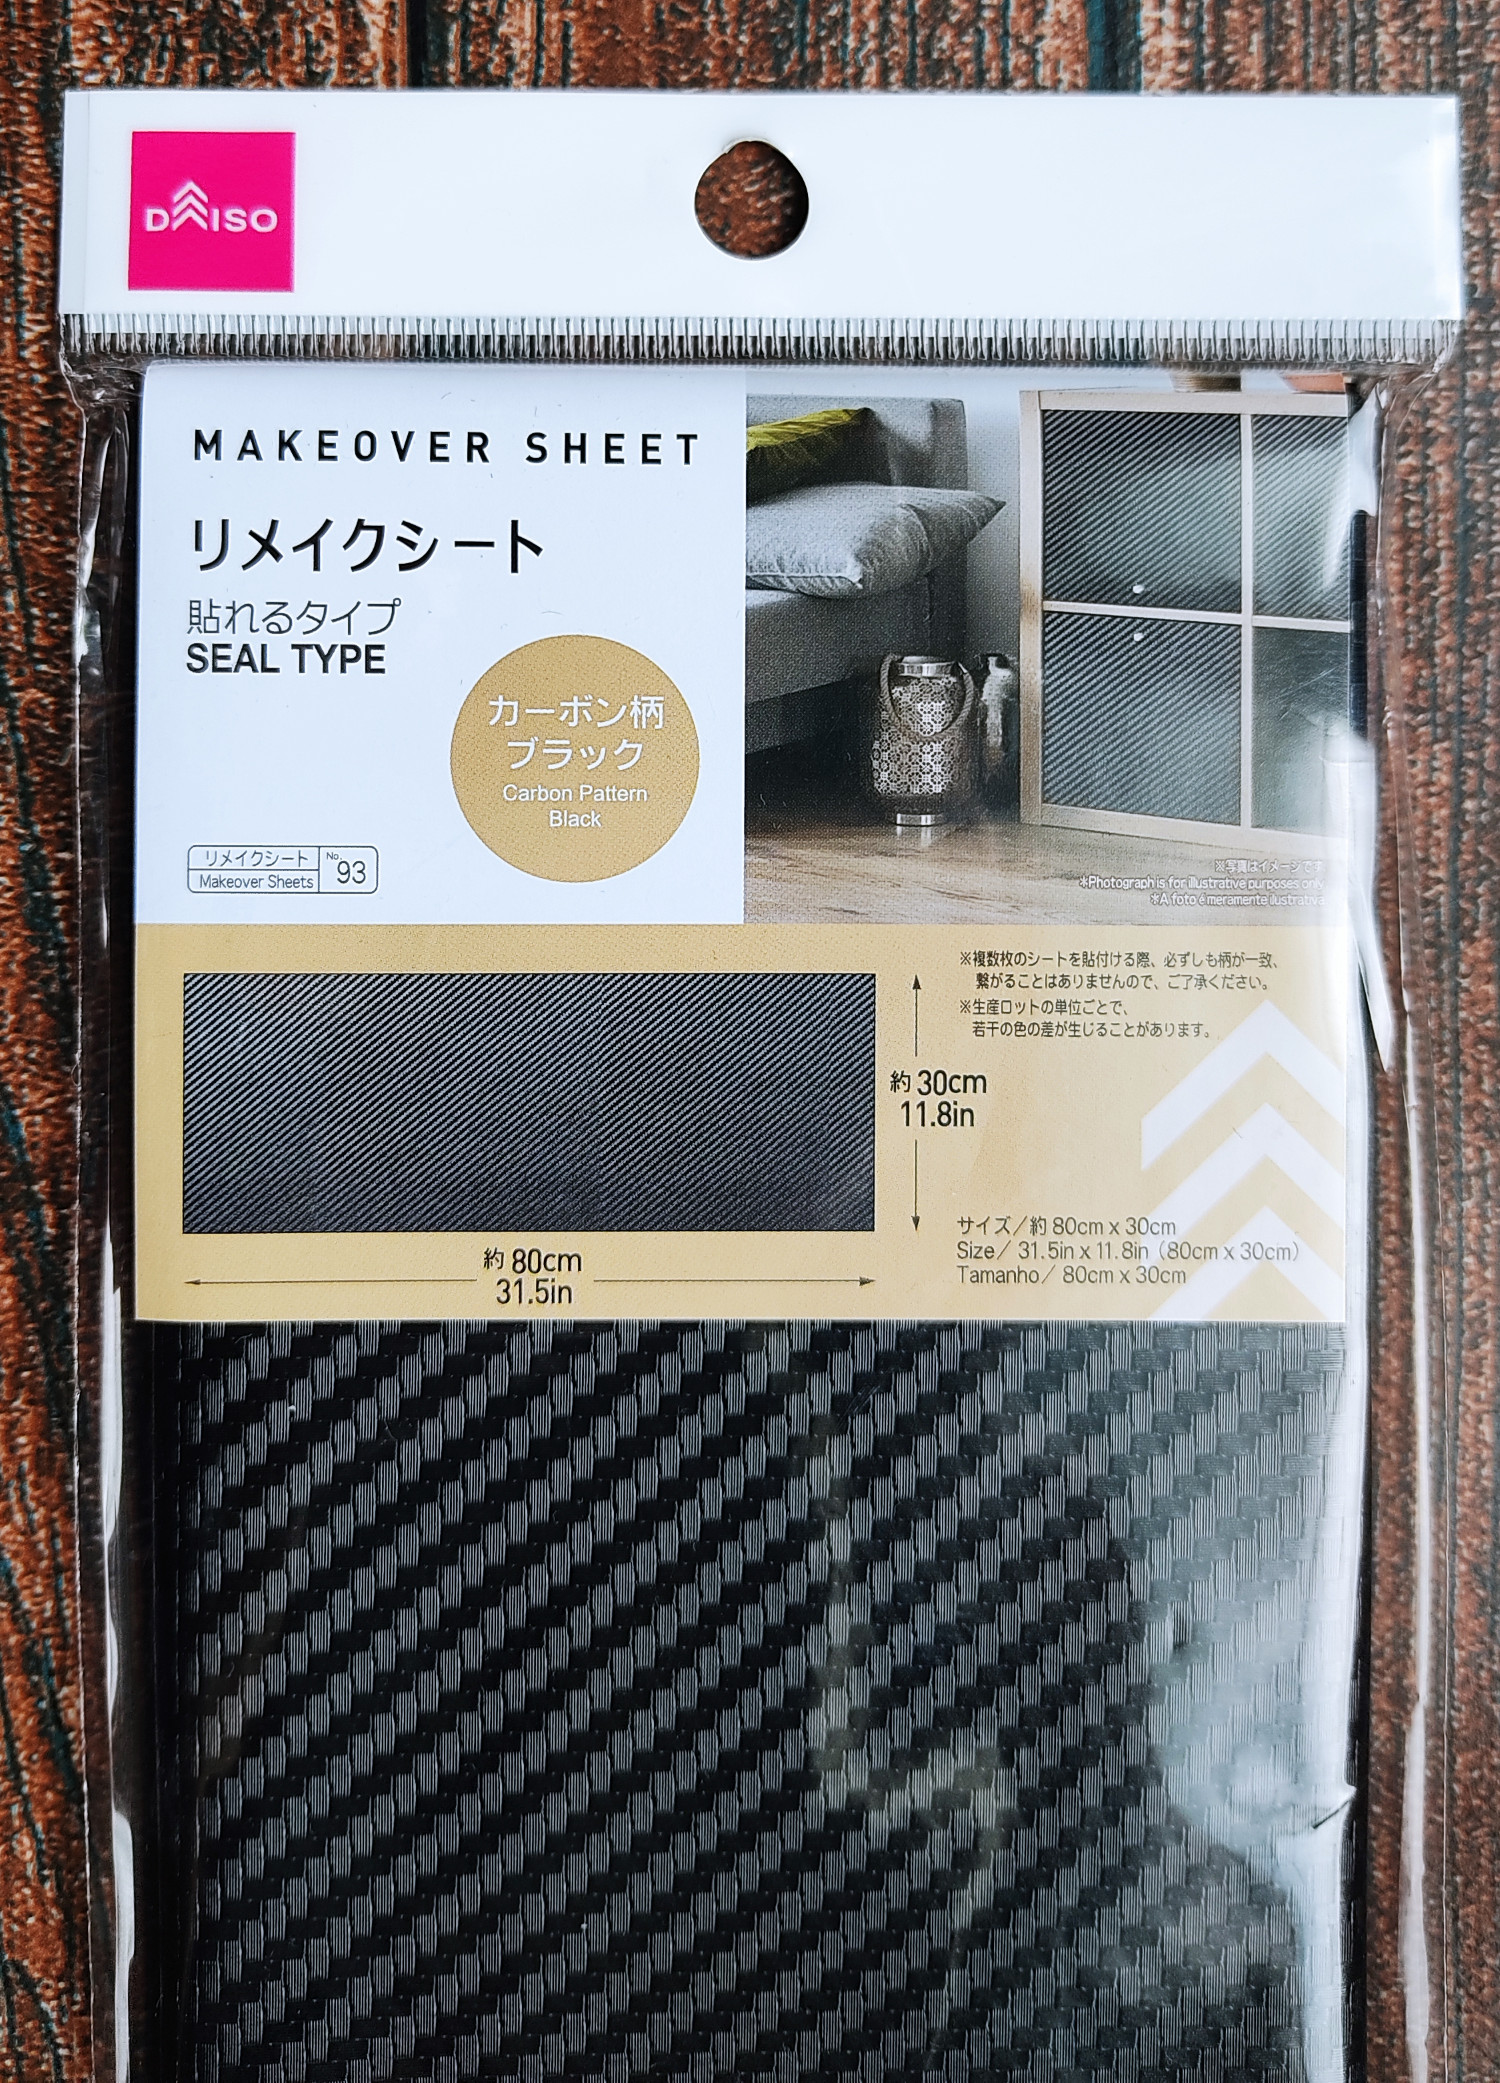 DAISO
MAKEOVER SHEET
リメイクシート
貼れるタイプ
SEAL TYPE
カーボン柄
ブラック
Carbon Pattern
Black
リメイクシート
Makeover Sheets
No. 93
※写真はイメージです
※Photograph is for illustrative purposes only
※A foto é meramente ilustrativa
※複数枚のシートを貼付ける際、必ずしも柄が一致、
繋がることはありませんので、ご了承ください。
※生産ロットの単位ごとで、
若干の色の差が生じることがあります。
約30cm
11.8in
約80cm
31.5in
サイズ／約 80cm x 30cm
Size／ 31.5in x 11.8in (80cm x 30cm)
Tamanho／ 80cm x 30cm